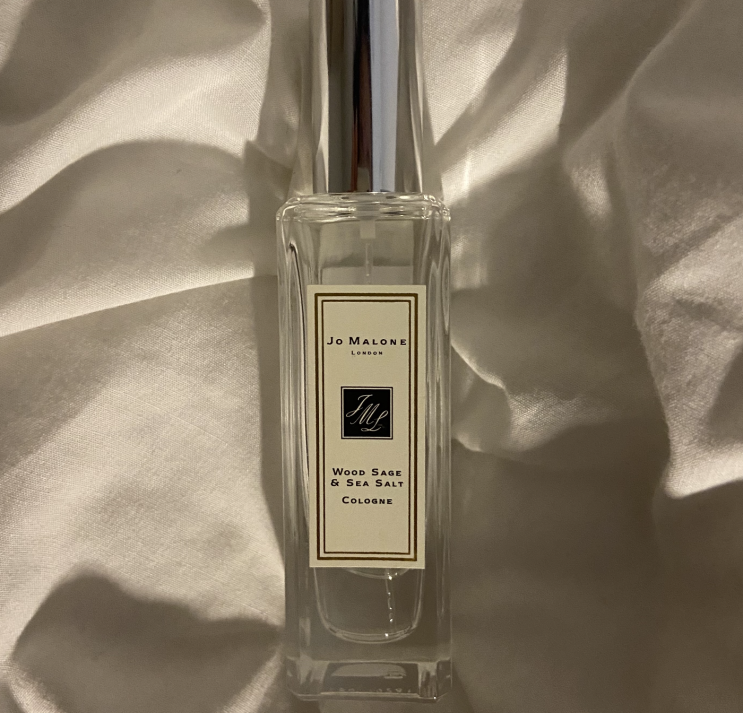 Jo Malone
London
JML
Wood Sage
& Sea Salt
Cologne